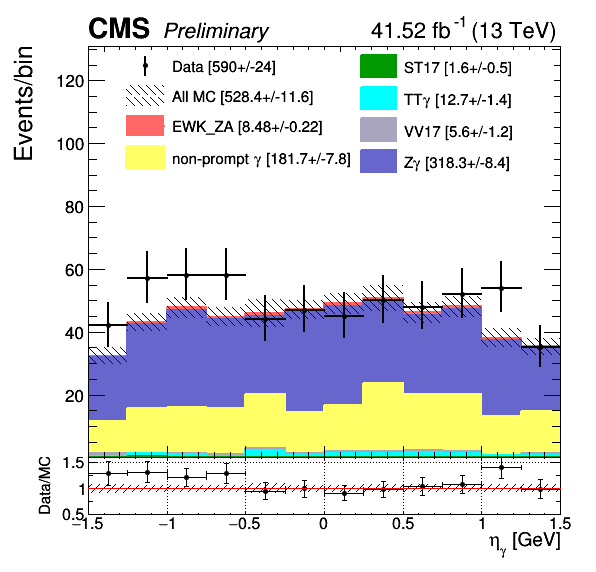 CMS Preliminary 41.52 fb⁻¹ (13 TeV)
Events/bin
Data [590+/-24]
All MC [528.4+/-11.6]
EWK_ZA [8.48+/-0.22]
non-prompt γ [181.7+/-7.8]
ST17 [1.6+/-0.5]
TTγ [12.7+/-1.4]
VV17 [5.6+/-1.2]
Zγ [318.3+/-8.4]
120
100
80
60
40
20
Data/MC
1.5
1
0.5
−1.5 −1 −0.5 0 0.5 1 1.5
ηγ [GeV]